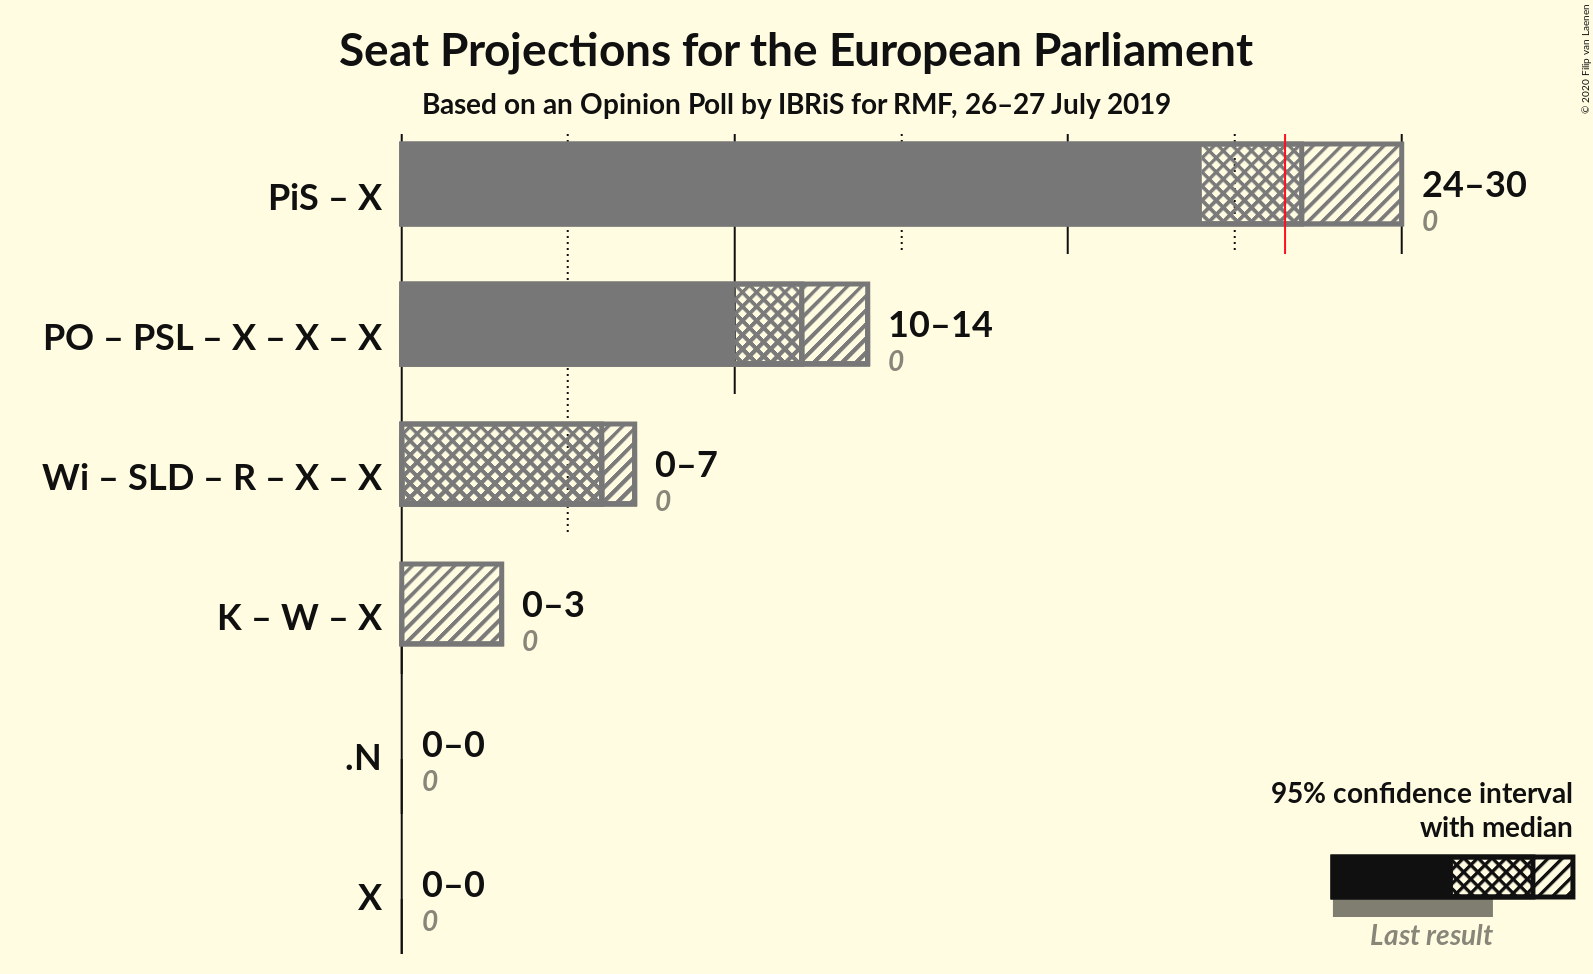 Seat Projections for the European Parliament
Based on an Opinion Poll by IBRiS for RMF, 26–27 July 2019
© 2020 Filip van Laenen
PiS – X
24–30
0
PO – PSL – X – X – X
10–14
0
Wi – SLD – R – X – X
0–7
0
K – W – X
0–3
0
.N
0–0
0
X
0–0
0
95% confidence interval
with median
Last result